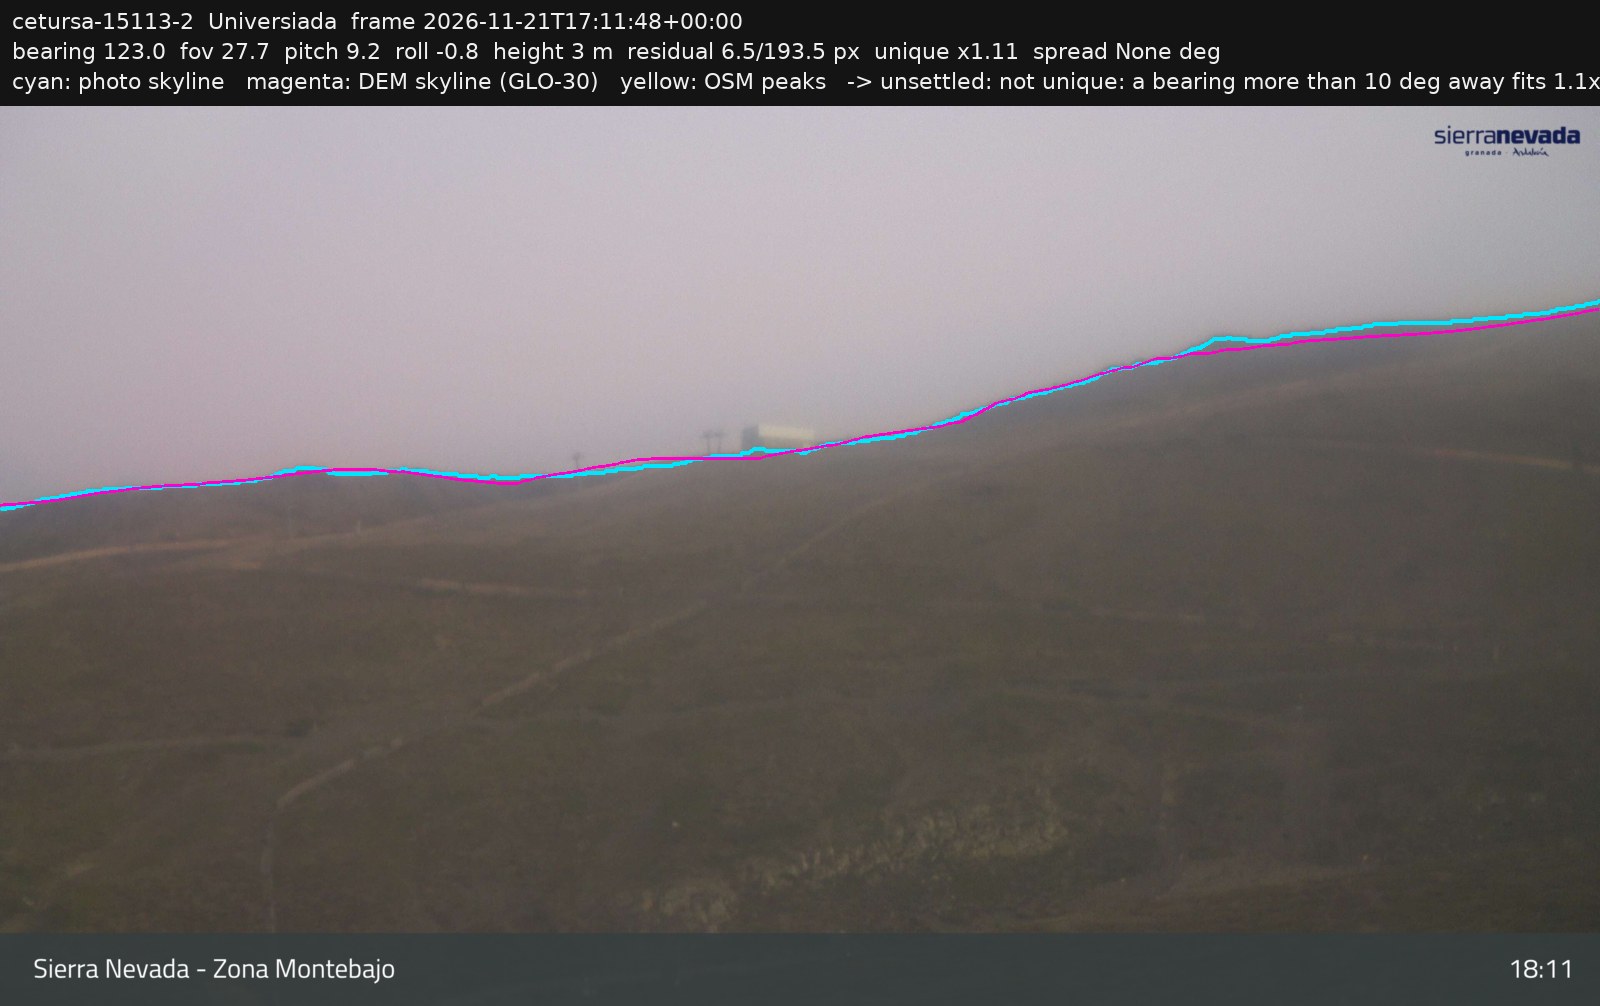 cetursa-15113-2 Universiada frame 2026-11-21T17:11:48+00:00
bearing 123.0 fov 27.7 pitch 9.2 roll -0.8 height 3 m residual 6.5/193.5 px unique x1.11 spread None deg
cyan: photo skyline magenta: DEM skyline (GLO-30) yellow: OSM peaks -> unsettled: not unique: a bearing more than 10 deg away fits 1.1x
sierranevada
granada · Andalucía
Sierra Nevada - Zona Montebajo
18:11